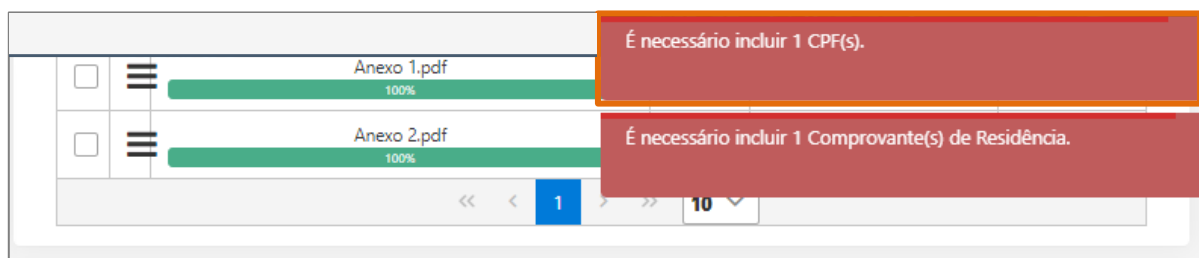 É necessário incluir 1 CPF(s).
Anexo 1.pdf
100%
É necessário incluir 1 Comprovante(s) de Residência.
Anexo 2.pdf
100%
<< < 1 > >> 10